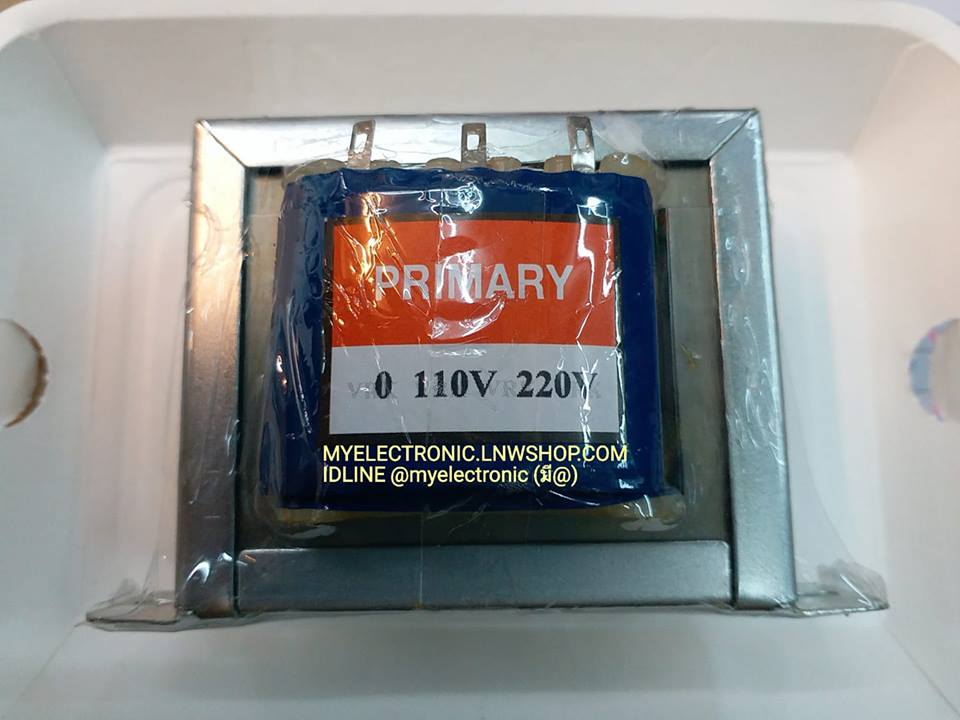 PRIMARY
0 110V 220V
MYELECTRONIC.LNWSHOP.COM
IDLINE @myelectronic (มี@)